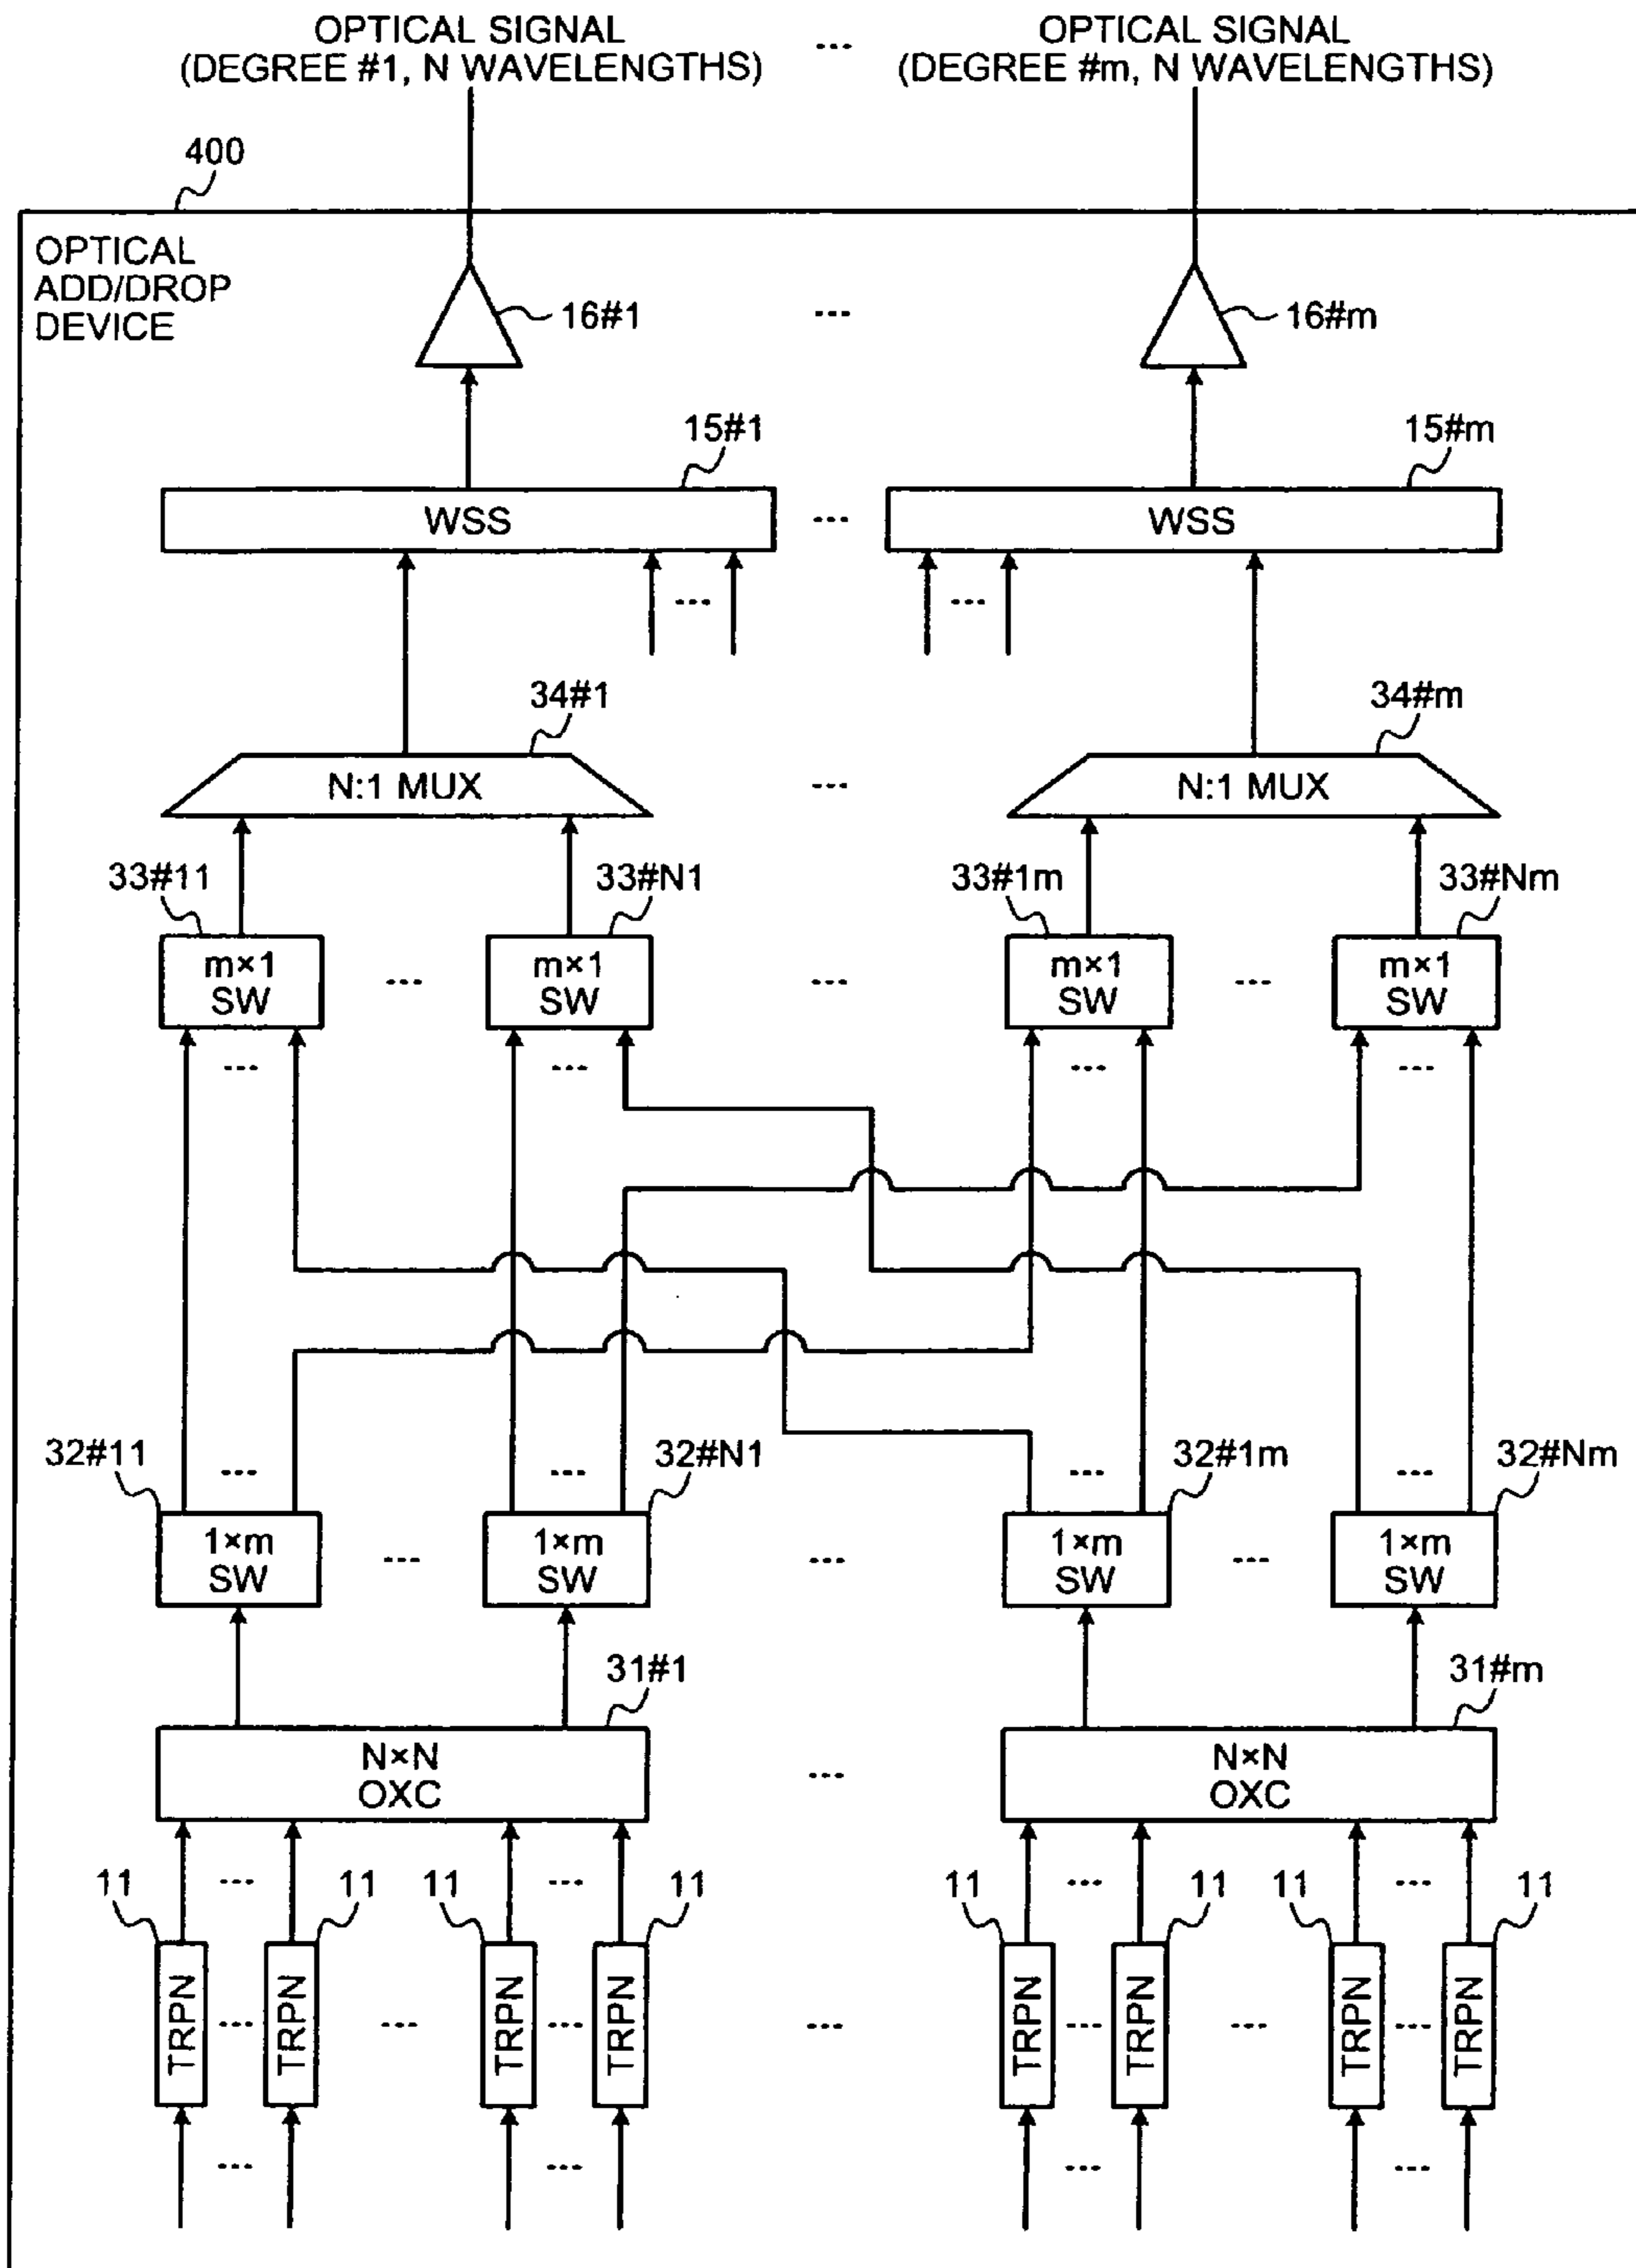 OPTICAL SIGNAL
(DEGREE #1, N WAVELENGTHS)
...
OPTICAL SIGNAL
(DEGREE #m, N WAVELENGTHS)
400
OPTICAL
ADD/DROP
DEVICE
16#1
...
16#m
15#1
15#m
WSS
...
WSS
...
...
34#1
34#m
N:1 MUX
...
N:1 MUX
33#11
33#N1
33#1m
33#Nm
m×1
SW
...
m×1
SW
...
m×1
SW
...
m×1
SW
...
...
...
...
32#11
...
...
32#N1
...
32#1m
...
32#Nm
1×m
SW
...
1×m
SW
...
1×m
SW
...
1×m
SW
31#1
31#m
N×N
OXC
...
N×N
OXC
11
...
11
11
...
11
11
...
11
11
...
11
TRPN
...
TRPN
...
TRPN
...
TRPN
...
TRPN
...
TRPN
...
TRPN
...
TRPN
...
...
...
...